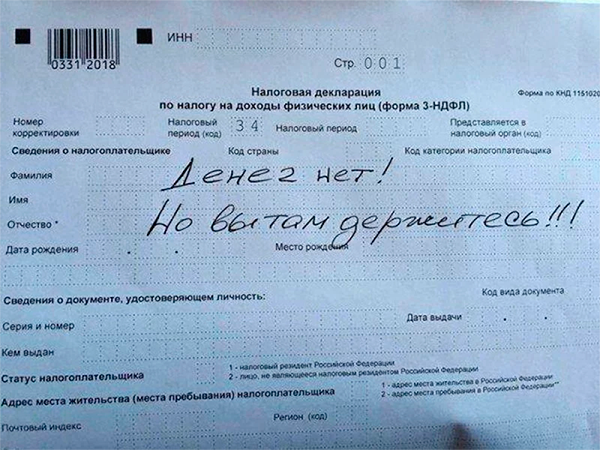 ИНН
0331 2018
Стр. 001
Налоговая декларация
по налогу на доходы физических лиц (форма 3-НДФЛ)
Форма по КНД 1151020
Номер корректировки
Налоговый период (код) 34
Налоговый период
Представляется в налоговый орган (код)
Сведения о налогоплательщике
Код страны
Код категории налогоплательщика
Фамилия
Денег нет!
Имя
Но вы там держитесь!!!
Отчество *
Дата рождения
Место рождения
Сведения о документе, удостоверяющем личность:
Код вида документа
Серия и номер
Дата выдачи
Кем выдан
Статус налогоплательщика
1 - налоговый резидент Российской Федерации
2 - лицо, не являющееся налоговым резидентом Российской Федерации
Адрес места жительства (места пребывания) налогоплательщика
1 - адрес места жительства в Российской Федерации
2 - адрес места пребывания в Российской Федерации**
Почтовый индекс
Регион (код)